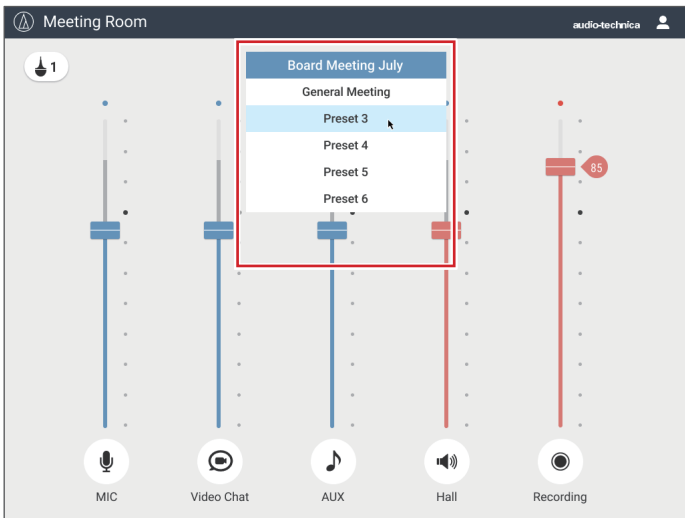 Meeting Room
audio-technica
1
Board Meeting July
General Meeting
Preset 3
Preset 4
Preset 5
Preset 6
85
MIC
Video Chat
AUX
Hall
Recording